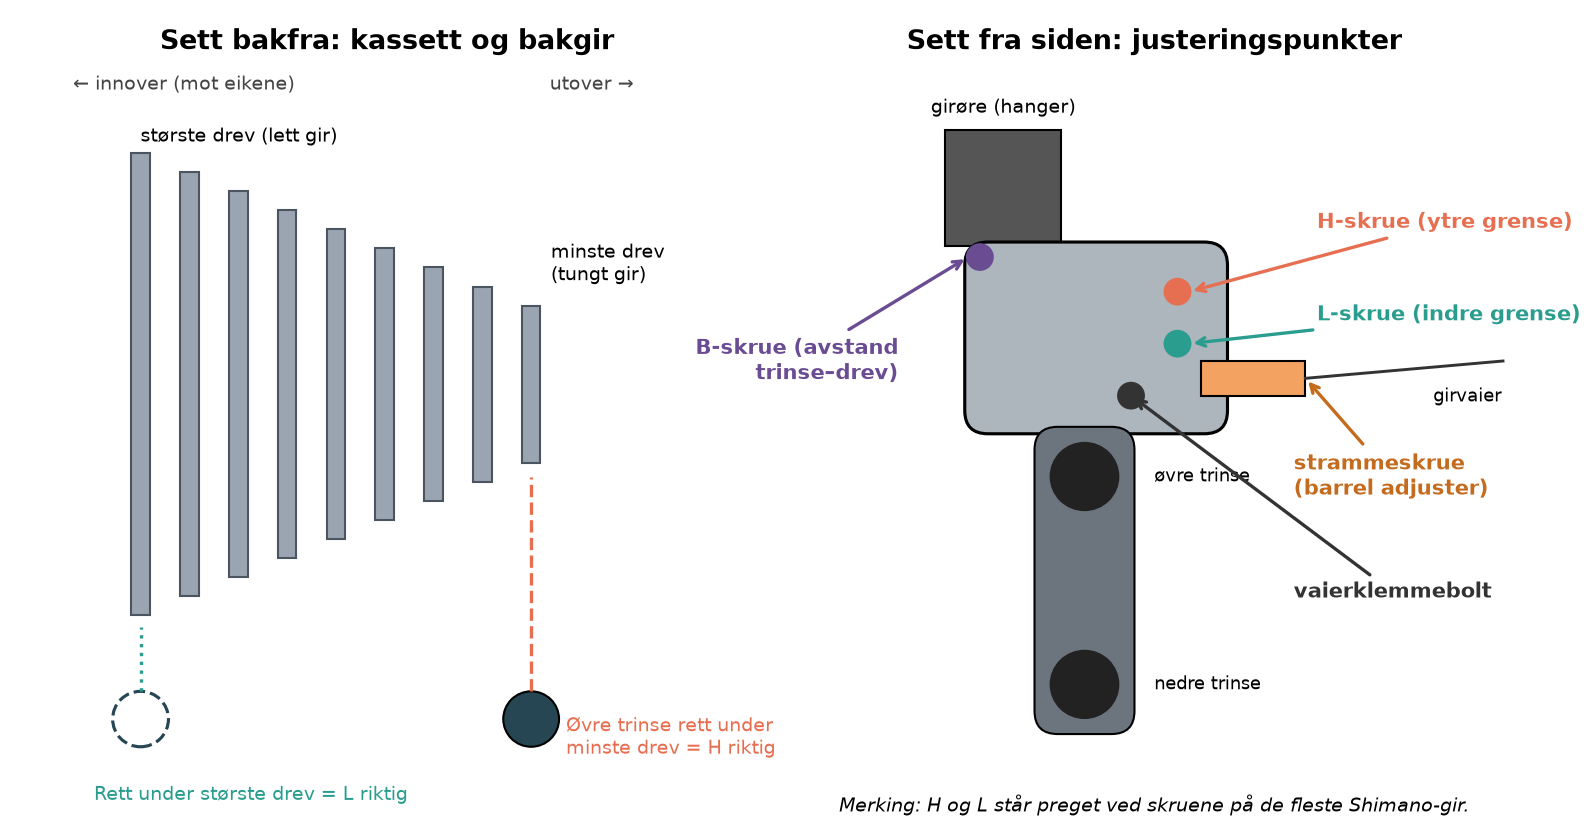 Sett bakfra: kassett og bakgir
← innover (mot eikene)
utover →
største drev (lett gir)
minste drev
(tungt gir)
Øvre trinse rett under
minste drev = H riktig
Rett under største drev = L riktig
Sett fra siden: justeringspunkter
girøre (hanger)
H-skrue (ytre grense)
L-skrue (indre grense)
B-skrue (avstand
trinse–drev)
girvaier
strammeskrue
(barrel adjuster)
øvre trinse
vaierklemmebolt
nedre trinse
Merking: H og L står preget ved skruene på de fleste Shimano-gir.